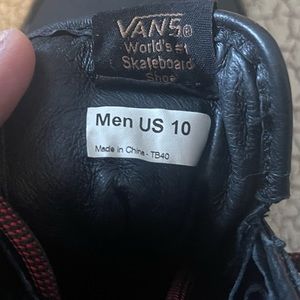 VANS®
World's #1
Skateboard
Shoe
Men US 10
Made in China - TB40